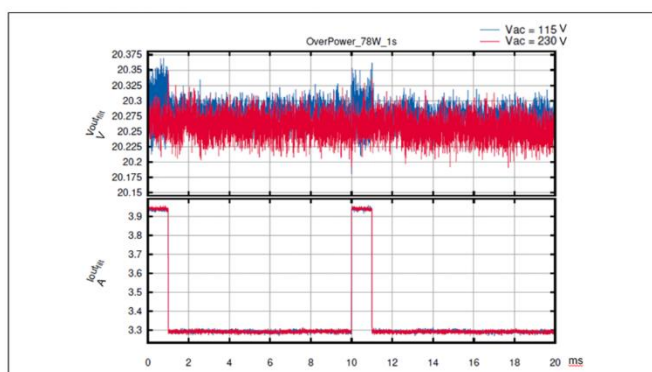 Vac = 115 V
OverPower_78W_1s
Vac = 230 V
20.375
20.35
20.325
20.3
20.275
20.25
20.225
20.2
20.175
20.15
Vout_filt
V
3.9
3.8
3.7
3.6
3.5
3.4
3.3
Iout_filt
A
0 2 4 6 8 10 12 14 16 18 20 ms